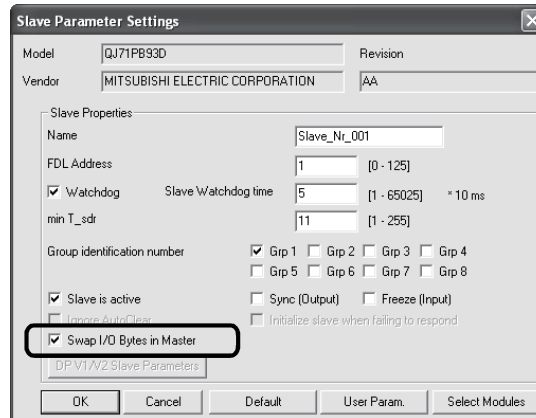 Slave Parameter Settings
Model QJ71PB93D Revision
Vendor MITSUBISHI ELECTRIC CORPORATION AA
Slave Properties
Name Slave_Nr_001
FDL Address 1 [0 - 125]
Watchdog Slave Watchdog time 5 [1 - 65025] * 10 ms
min T_sdr 11 [1 - 255]
Group identification number Grp 1 Grp 2 Grp 3 Grp 4
Grp 5 Grp 6 Grp 7 Grp 8
Slave is active Sync (Output) Freeze (Input)
Ignore AutoClear Initialize slave when failing to respond
Swap I/O Bytes in Master
DP V1/V2 Slave Parameters
OK Cancel Default User Param. Select Modules